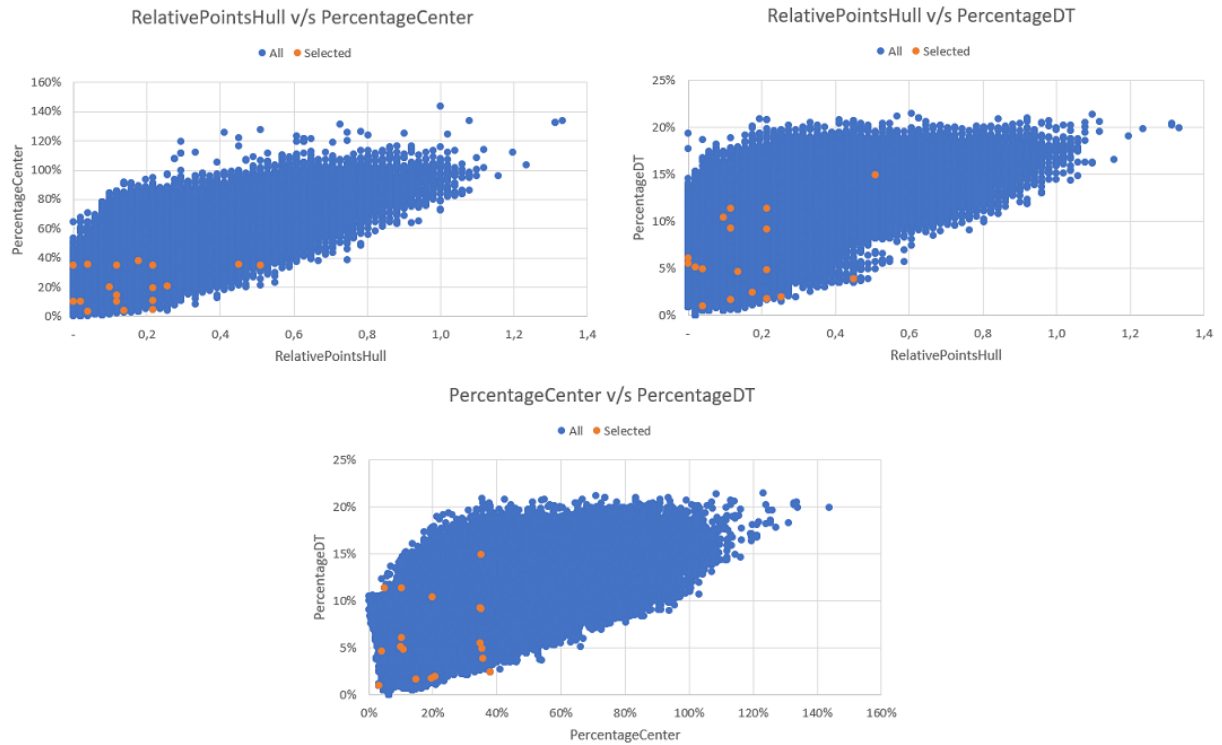 RelativePointsHull v/s PercentageCenter
All Selected
160%
140%
120%
100%
80%
60%
40%
20%
0%
PercentageCenter
- 0,2 0,4 0,6 0,8 1,0 1,2 1,4
RelativePointsHull
RelativePointsHull v/s PercentageDT
All Selected
25%
20%
15%
10%
5%
0%
PercentageDT
- 0,2 0,4 0,6 0,8 1,0 1,2 1,4
RelativePointsHull
PercentageCenter v/s PercentageDT
All Selected
25%
20%
15%
10%
5%
0%
PercentageDT
0% 20% 40% 60% 80% 100% 120% 140% 160%
PercentageCenter